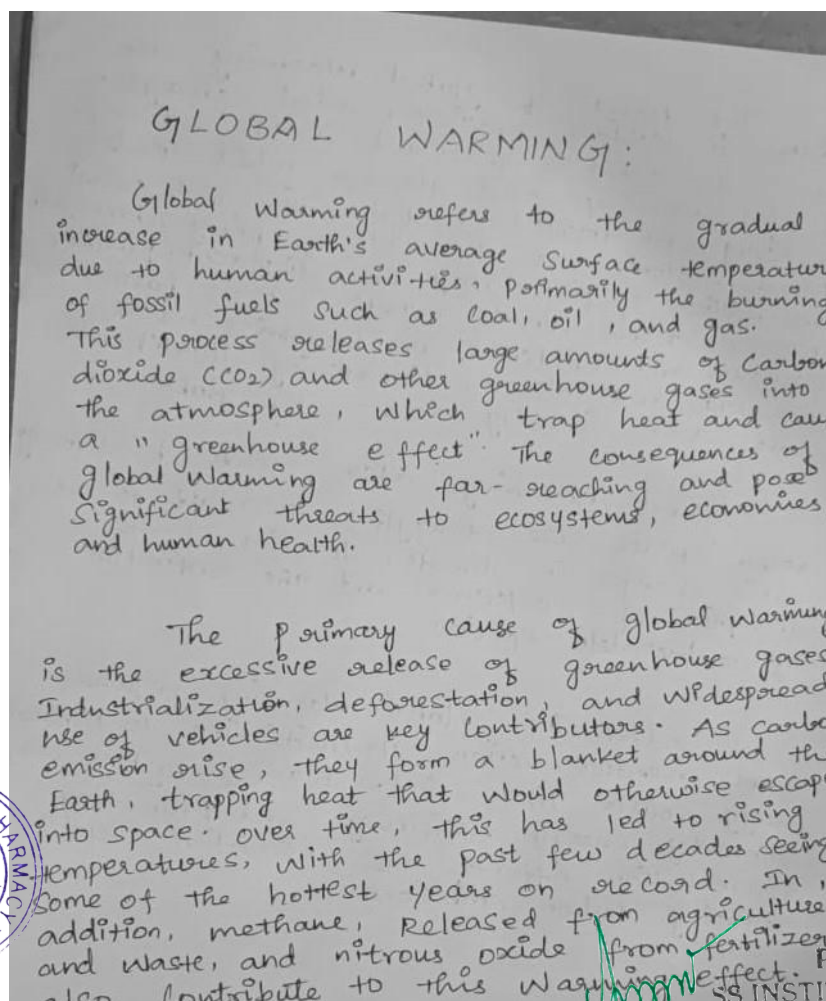 GLOBAL WARMING:
Global Warming refers to the gradual
increase in Earth's average surface temperatur
due to human activities, primarily the burning
of fossil fuels such as coal, oil, and gas.
This process releases large amounts of Carbon
dioxide (CO2) and other greenhouse gases into
the atmosphere, which trap heat and cau
a "greenhouse effect". The consequences of
global Warming are far-reaching and pose
Significant threats to ecosystems, economies
and human health.
The primary cause of global warming
is the excessive release of greenhouse gases
Industrialization, deforestation, and widespread
use of vehicles are key contributors. As carbo
emission rise, they form a blanket around th
Earth, trapping heat that would otherwise escap
into space. over time, this has led to rising
temperatures, with the past few decades seeing
Some of the hottest years on record. In
addition, methane, Released from agriculture
and waste, and nitrous oxide from fertilizer
also contribute to this warming effect.
HARMACY
SS INSTI